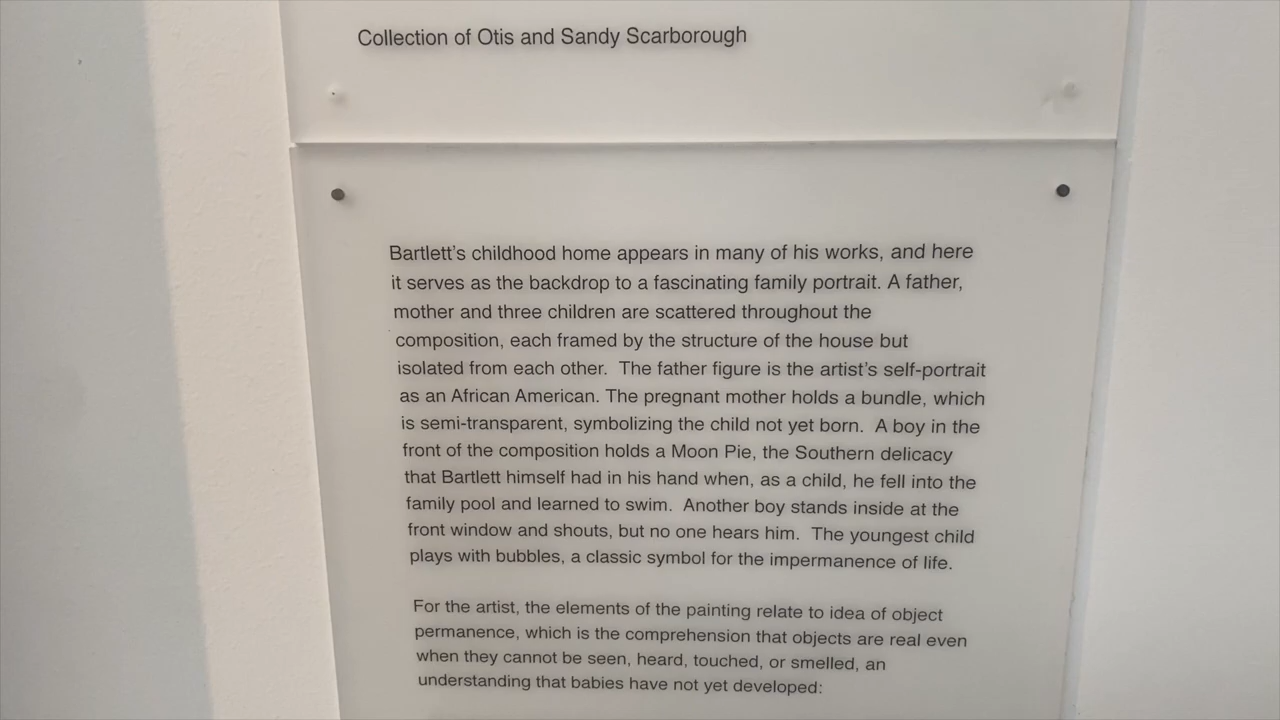 Collection of Otis and Sandy Scarborough
Bartlett's childhood home appears in many of his works, and here
it serves as the backdrop to a fascinating family portrait. A father,
mother and three children are scattered throughout the
composition, each framed by the structure of the house but
isolated from each other.  The father figure is the artist's self-portrait
as an African American. The pregnant mother holds a bundle, which
is semi-transparent, symbolizing the child not yet born.  A boy in the
front of the composition holds a Moon Pie, the Southern delicacy
that Bartlett himself had in his hand when, as a child, he fell into the
family pool and learned to swim.  Another boy stands inside at the
front window and shouts, but no one hears him.  The youngest child
plays with bubbles, a classic symbol for the impermanence of life.
For the artist, the elements of the painting relate to idea of object
permanence, which is the comprehension that objects are real even
when they cannot be seen, heard, touched, or smelled, an
understanding that babies have not yet developed: